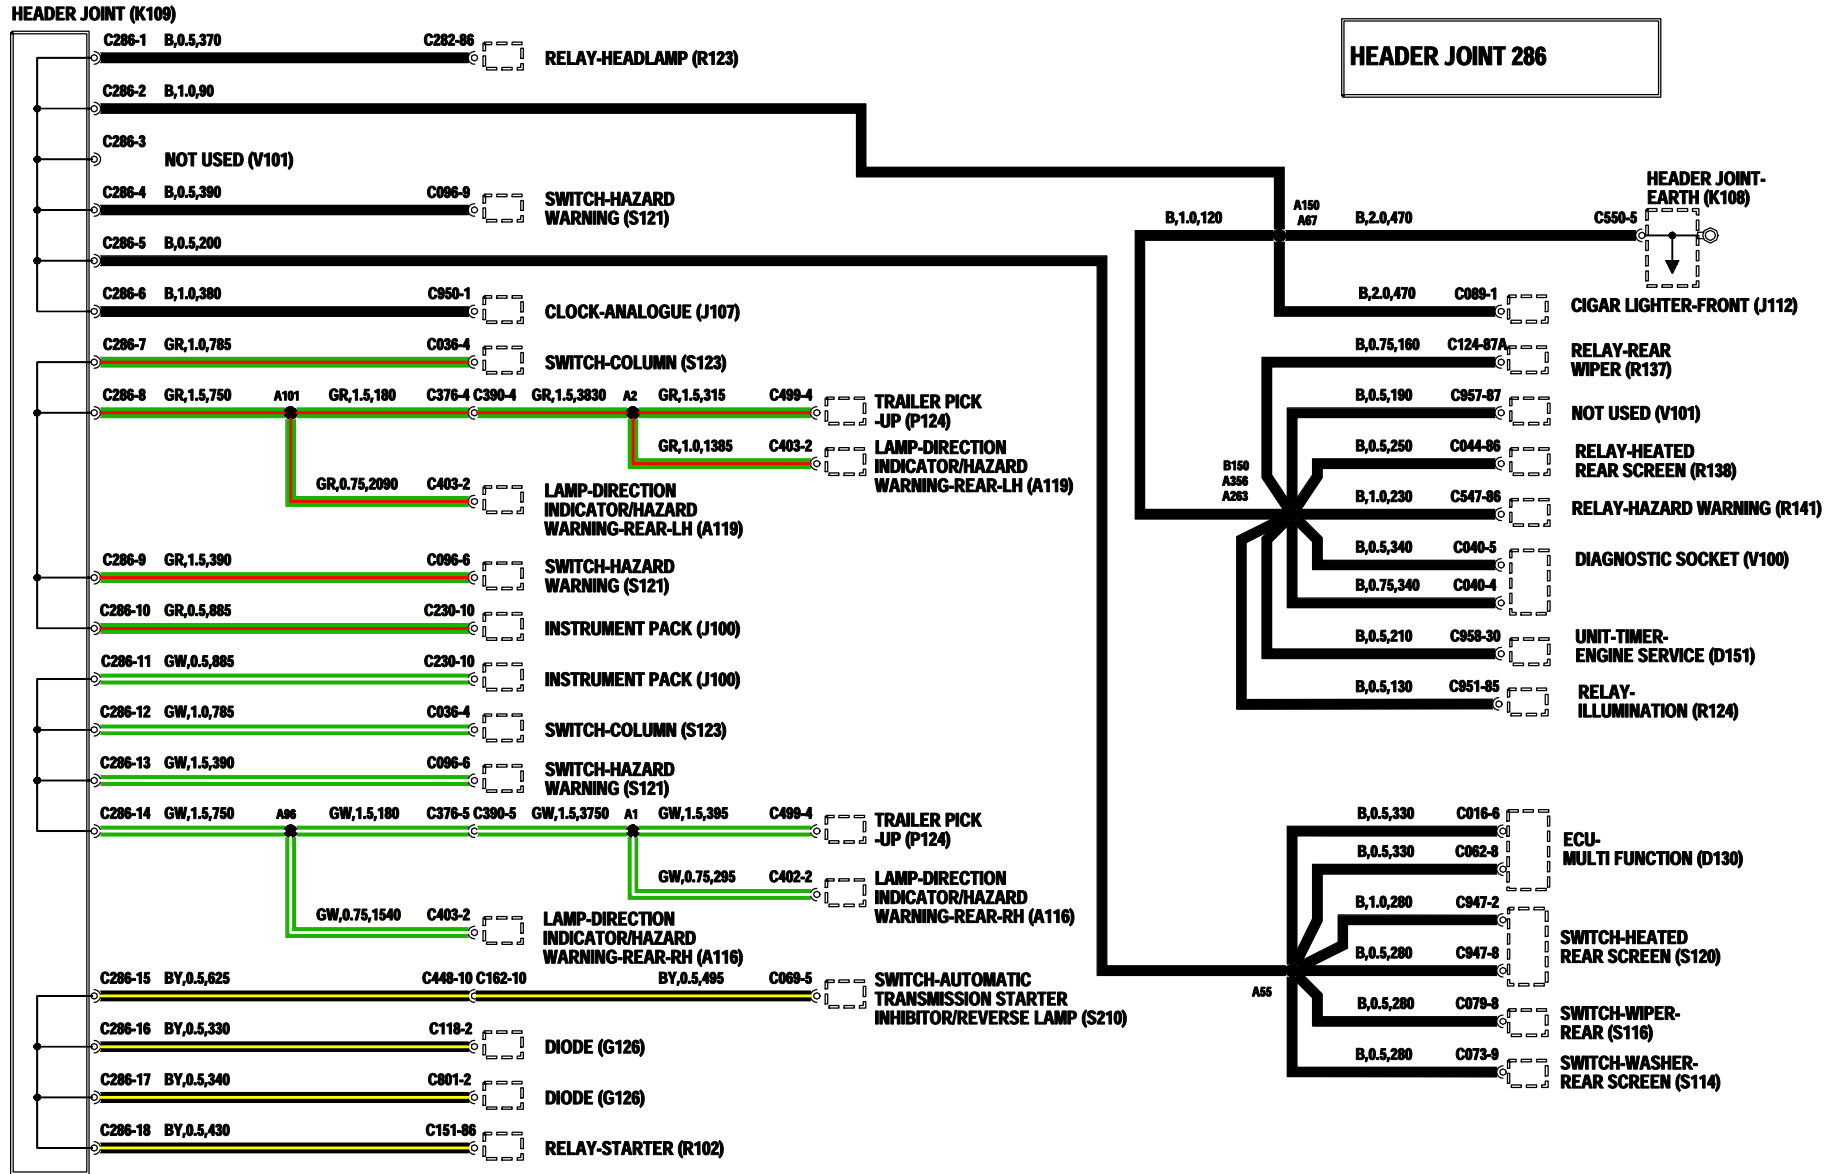 HEADER JOINT (K109)
HEADER JOINT 286
C286-1 B,0.5,370 C282-86
RELAY-HEADLAMP (R123)
C286-2 B,1.0,90
C286-3
NOT USED (V101)
C286-4 B,0.5,390 C096-9
SWITCH-HAZARD
WARNING (S121)
C286-5 B,0.5,200
C286-6 B,1.0,380 C950-1
CLOCK-ANALOGUE (J107)
C286-7 GR,1.0,785 C036-4
SWITCH-COLUMN (S123)
C286-8 GR,1.5,750 A101 GR,1.5,180 C376-4 C390-4 GR,1.5,3830 A2 GR,1.5,315 C499-4
TRAILER PICK
-UP (P124)
GR,1.0,1385 C403-2
LAMP-DIRECTION
INDICATOR/HAZARD
WARNING-REAR-LH (A119)
GR,0.75,2090 C403-2
LAMP-DIRECTION
INDICATOR/HAZARD
WARNING-REAR-LH (A119)
C286-9 GR,1.5,390 C096-6
SWITCH-HAZARD
WARNING (S121)
C286-10 GR,0.5,885 C230-10
INSTRUMENT PACK (J100)
C286-11 GW,0.5,885 C230-10
INSTRUMENT PACK (J100)
C286-12 GW,1.0,785 C036-4
SWITCH-COLUMN (S123)
C286-13 GW,1.5,390 C096-6
SWITCH-HAZARD
WARNING (S121)
C286-14 GW,1.5,750 A96 GW,1.5,180 C376-5 C390-5 GW,1.5,3750 A1 GW,1.5,395 C499-4
TRAILER PICK
-UP (P124)
GW,0.75,295 C402-2
LAMP-DIRECTION
INDICATOR/HAZARD
WARNING-REAR-RH (A116)
GW,0.75,1540 C403-2
LAMP-DIRECTION
INDICATOR/HAZARD
WARNING-REAR-RH (A116)
C286-15 BY,0.5,625 C448-10 C162-10 BY,0.5,495 C069-5
SWITCH-AUTOMATIC
TRANSMISSION STARTER
INHIBITOR/REVERSE LAMP (S210)
C286-16 BY,0.5,330 C118-2
DIODE (G126)
C286-17 BY,0.5,340 C801-2
DIODE (G126)
C286-18 BY,0.5,430 C151-86
RELAY-STARTER (R102)
HEADER JOINT-
EARTH (K108)
B,1.0,120
A150
A67
B,2.0,470 C550-5
B,2.0,470 C089-1
CIGAR LIGHTER-FRONT (J112)
B,0.75,160 C124-87A
RELAY-REAR
WIPER (R137)
B,0.5,190 C957-87
NOT USED (V101)
B,0.5,250 C044-86
RELAY-HEATED
REAR SCREEN (R138)
B150
A356
A263
B,1.0,230 C547-86
RELAY-HAZARD WARNING (R141)
B,0.5,340 C040-5
DIAGNOSTIC SOCKET (V100)
B,0.75,340 C040-4
B,0.5,210 C958-30
UNIT-TIMER-
ENGINE SERVICE (D151)
B,0.5,130 C951-85
RELAY-
ILLUMINATION (R124)
B,0.5,330 C016-6
ECU-
MULTI FUNCTION (D130)
B,0.5,330 C062-8
B,1.0,280 C947-2
SWITCH-HEATED
REAR SCREEN (S120)
B,0.5,280 C947-8
A55
B,0.5,280 C079-8
SWITCH-WIPER-
REAR (S116)
B,0.5,280 C073-9
SWITCH-WASHER-
REAR SCREEN (S114)